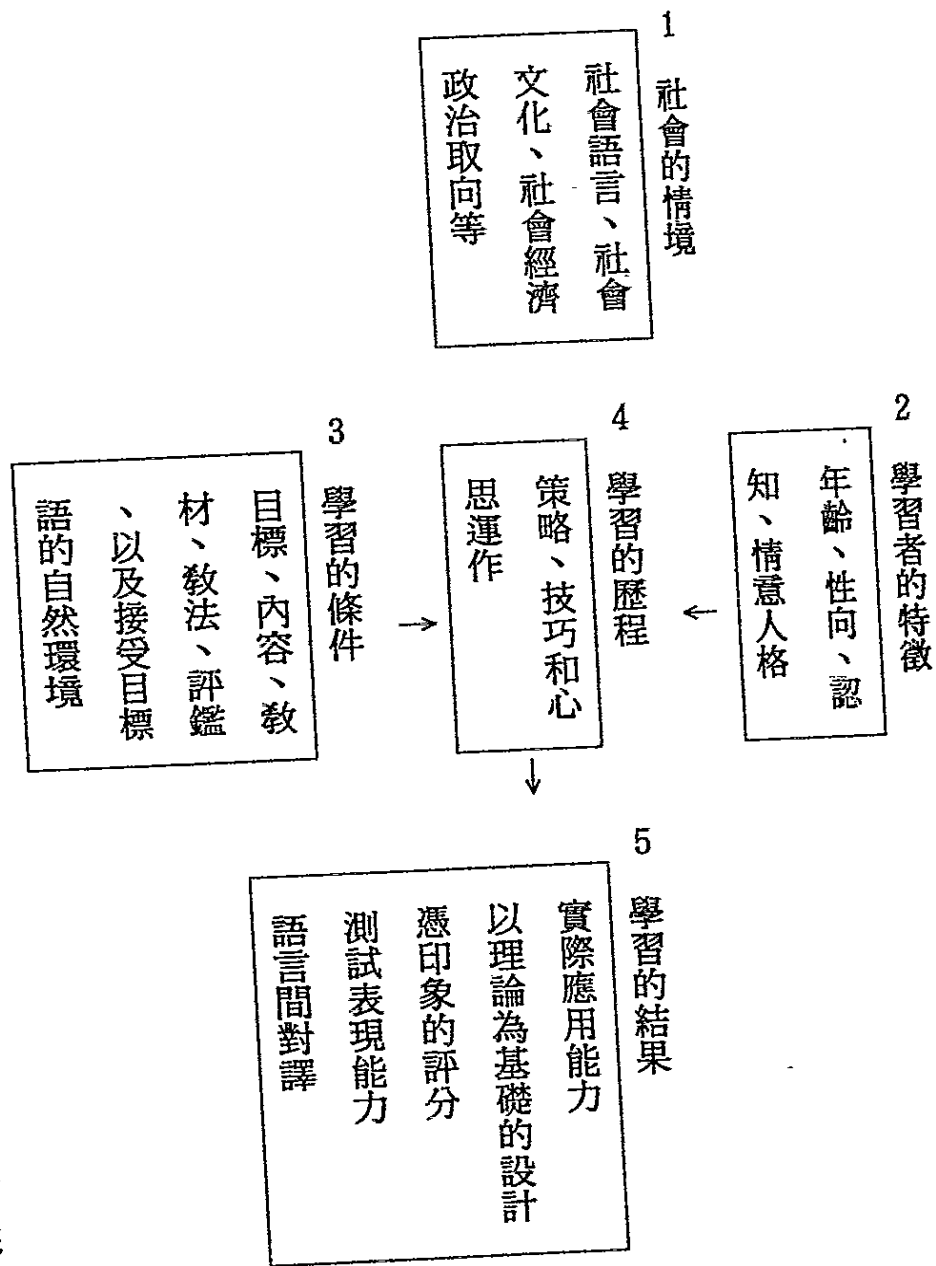 1 社會的情境
社會語言、社會
文化、社會經濟
政治取向等
2 學習者的特徵
年齡、性向、認
知、情意人格
3 學習的條件
目標、內容、教
材、教法、評鑑
、以及接受目標
語的自然環境
4 學習的歷程
策略、技巧和心
思運作
5 學習的結果
實際應用能力
以理論為基礎的設計
憑印象的評分
測試表現能力
語言間對譯